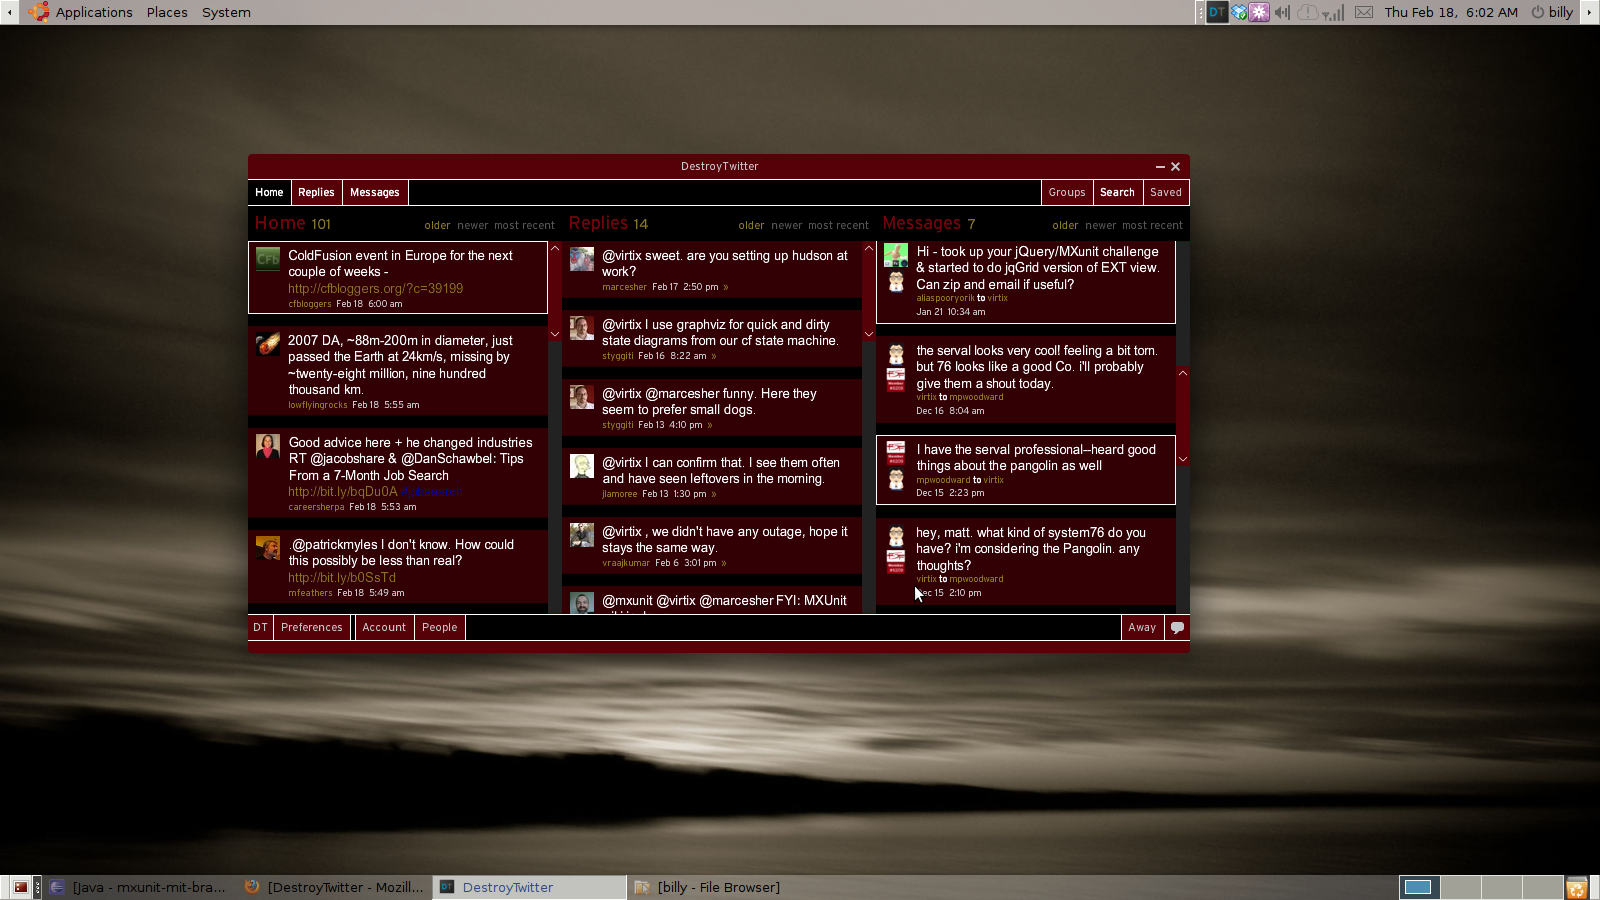 Applications Places System
DT
Thu Feb 18, 6:02 AM billy
DestroyTwitter
Home Replies Messages
Groups Search Saved
Home 101 older newer most recent
ColdFusion event in Europe for the next
couple of weeks -
http://cfbloggers.org/?c=39199
cfbloggers Feb 18 6:00 am
2007 DA, ~88m-200m in diameter, just
passed the Earth at 24km/s, missing by
~twenty-eight million, nine hundred
thousand km.
lowflyingrocks Feb 18 5:55 am
Good advice here + he changed industries
RT @jacobshare & @DanSchawbel: Tips
From a 7-Month Job Search
http://bit.ly/bqDu0A
careersherpa Feb 18 5:53 am
.@patrickmyles I don't know. How could
this possibly be less than real?
http://bit.ly/b0SsTd
mfeathers Feb 18 5:49 am
Replies 14 older newer most recent
@virtix sweet. are you setting up hudson at
work?
marcesher Feb 17 2:50 pm »
@virtix I use graphviz for quick and dirty
state diagrams from our cf state machine.
styggiti Feb 16 8:22 am »
@virtix @marcesher funny. Here they
seem to prefer small dogs.
styggiti Feb 13 4:10 pm »
@virtix I can confirm that. I see them often
and have seen leftovers in the morning.
jlamoree Feb 13 1:30 pm »
@virtix , we didn't have any outage, hope it
stays the same way.
vraajkumar Feb 6 3:01 pm »
@mxunit @virtix @marcesher FYI: MXUnit
Messages 7 older newer most recent
Hi - took up your jQuery/MXunit challenge
& started to do jqGrid version of EXT view.
Can zip and email if useful?
aliaspooryorik to virtix
Jan 21 10:34 am
the serval looks very cool! feeling a bit torn.
but 76 looks like a good Co. i'll probably
give them a shout today.
virtix to mpwoodward
Dec 16 8:04 am
I have the serval professional--heard good
things about the pangolin as well
mpwoodward to virtix
Dec 15 2:23 pm
hey, matt. what kind of system76 do you
have? i'm considering the Pangolin. any
thoughts?
virtix to mpwoodward
Dec 15 2:10 pm
DT Preferences Account People
Away
[Java - mxunit-mit-bra... [DestroyTwitter - Mozill... DestroyTwitter [billy - File Browser]